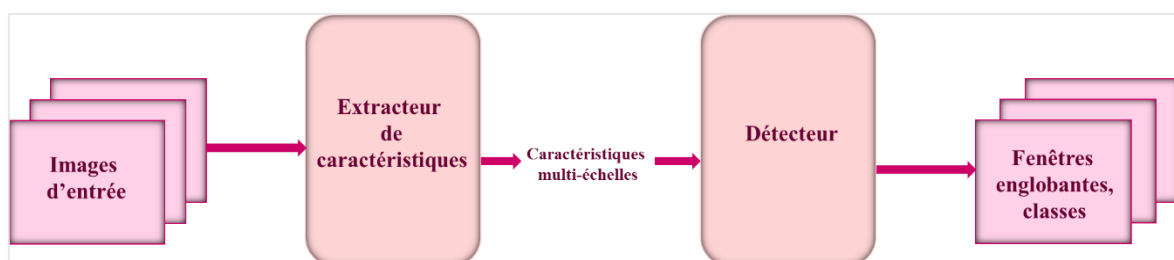 Images
d’entrée
Extracteur
de
caractéristiques
Caractéristiques
multi-échelles
Détecteur
Fenêtres
englobantes,
classes